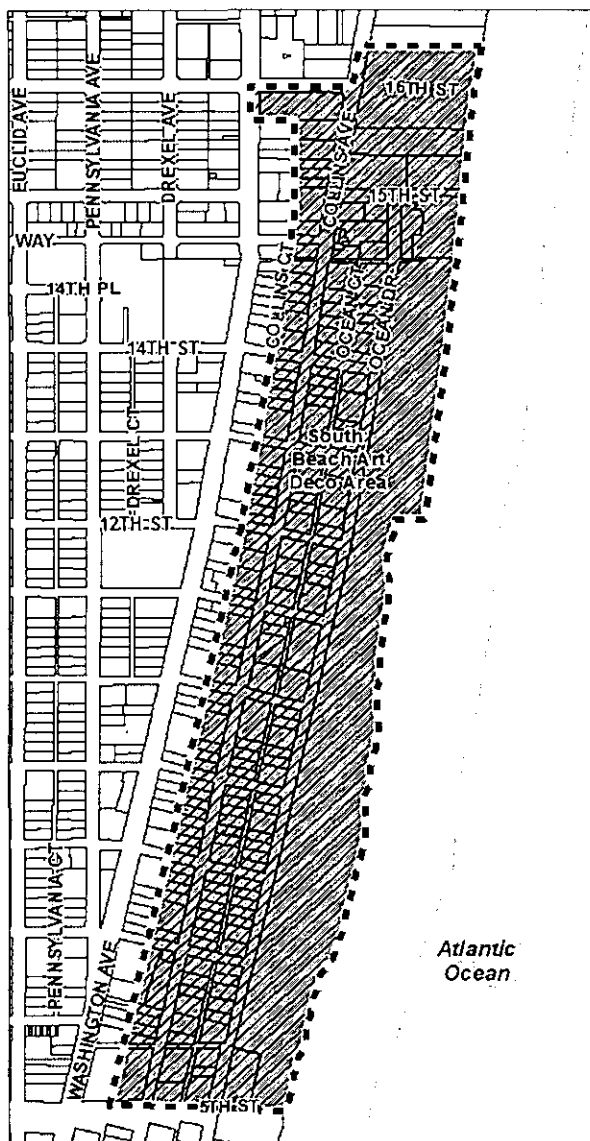 16TH ST
EUCLID AVE
PENNSYLVANIA AVE
DREXEL AVE
COLLINS AVE
15TH ST
WAY
COLLINS CT
OCEAN CT
OCEAN DR
14TH PL
14TH ST
DREXEL CT
South
Beach Art
Deco Area
12TH ST
PENNSYLVANIA CT
WASHINGTON AVE
Atlantic
Ocean
5TH ST